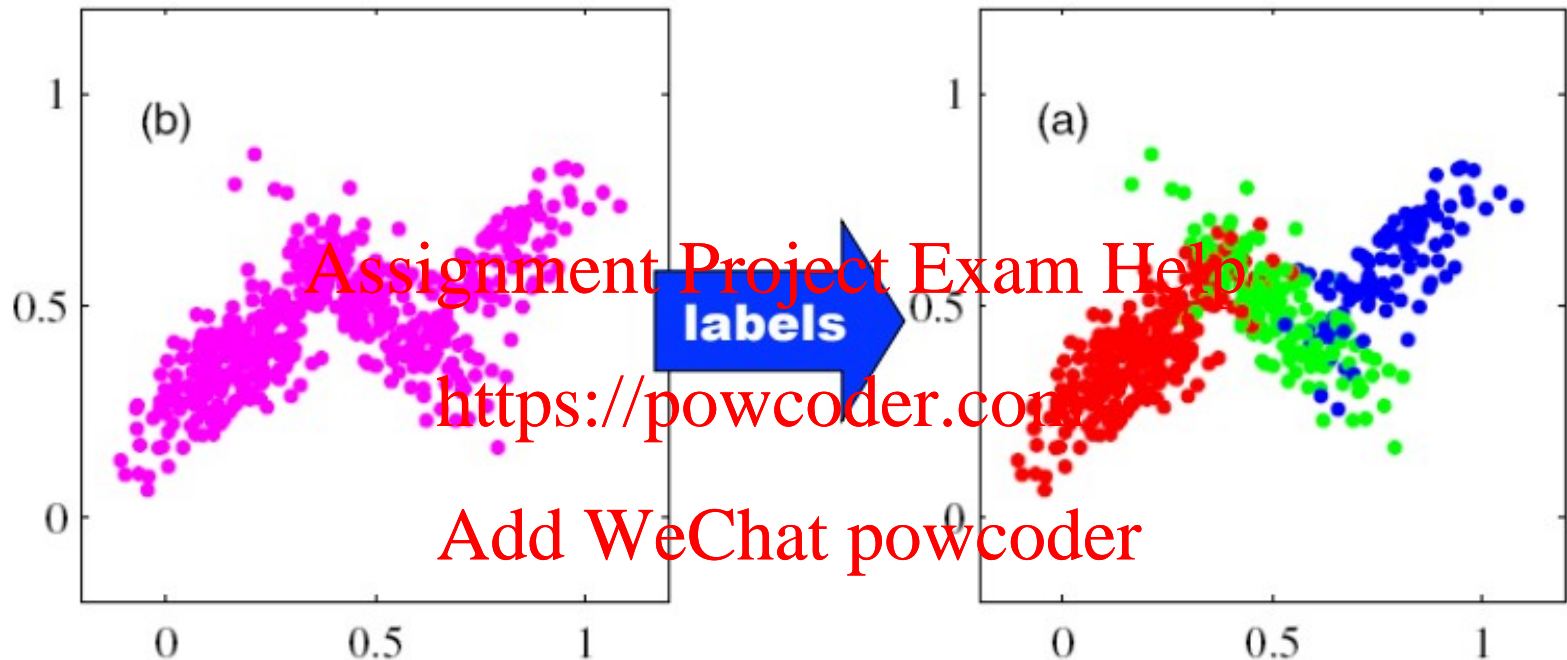 1 (b) 1 (a)
Assignment Project Exam Help
0.5 labels 0.5
https://powcoder.com
0 Add WeChat powcoder 0
0 0.5 1 0 0.5 1